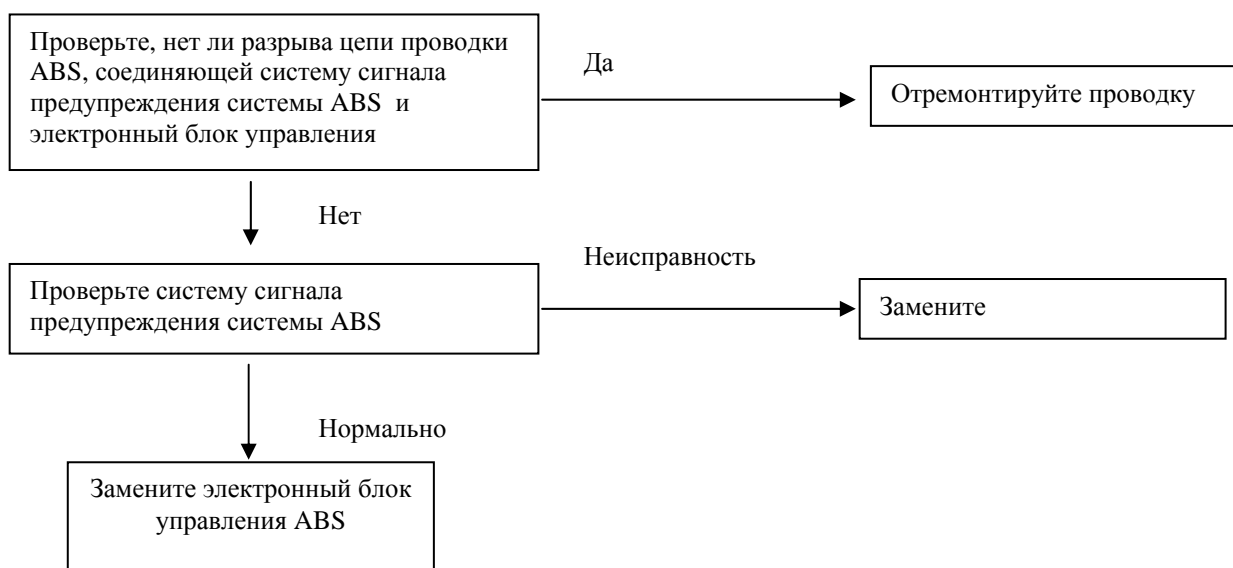 Проверьте, нет ли разрыва цепи проводки
ABS, соединяющей систему сигнала
предупреждения системы ABS и
электронный блок управления
Да
Отремонтируйте проводку
Нет
Проверьте систему сигнала
предупреждения системы ABS
Неисправность
Замените
Нормально
Замените электронный блок
управления ABS